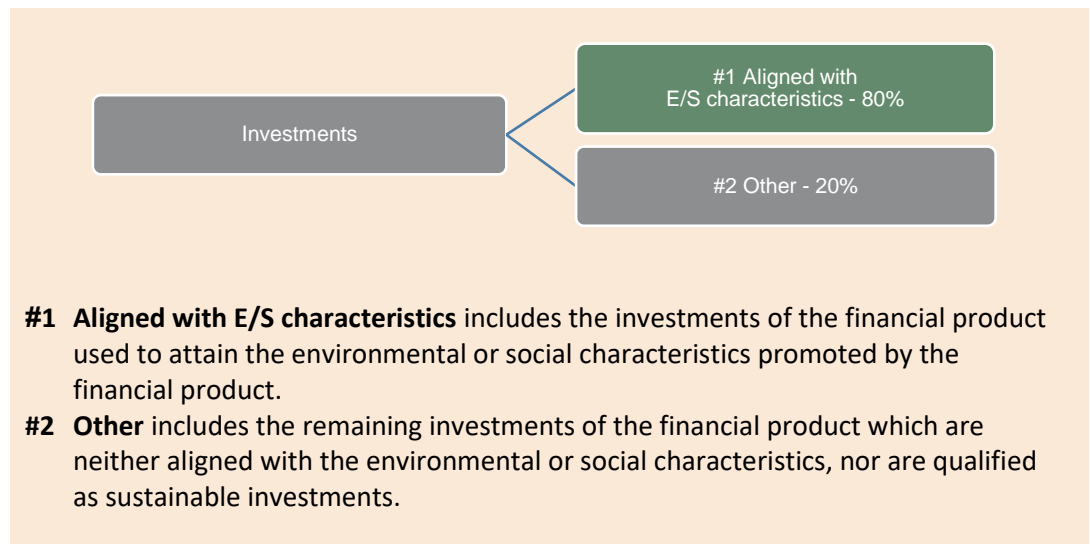 #1 Aligned with
E/S characteristics - 80%
Investments
#2 Other - 20%
#1 Aligned with E/S characteristics includes the investments of the financial product
used to attain the environmental or social characteristics promoted by the
financial product.
#2 Other includes the remaining investments of the financial product which are
neither aligned with the environmental or social characteristics, nor are qualified
as sustainable investments.